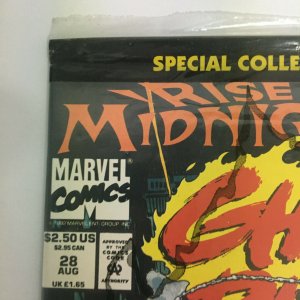 SPECIAL COLLE
RISE
MIDNIG
MARVEL
COMICS
$2.50 US
$2.95 CAN
28
AUG
UK £1.65
APPROVED
BY THE
COMICS
CODE
AUTHORITY